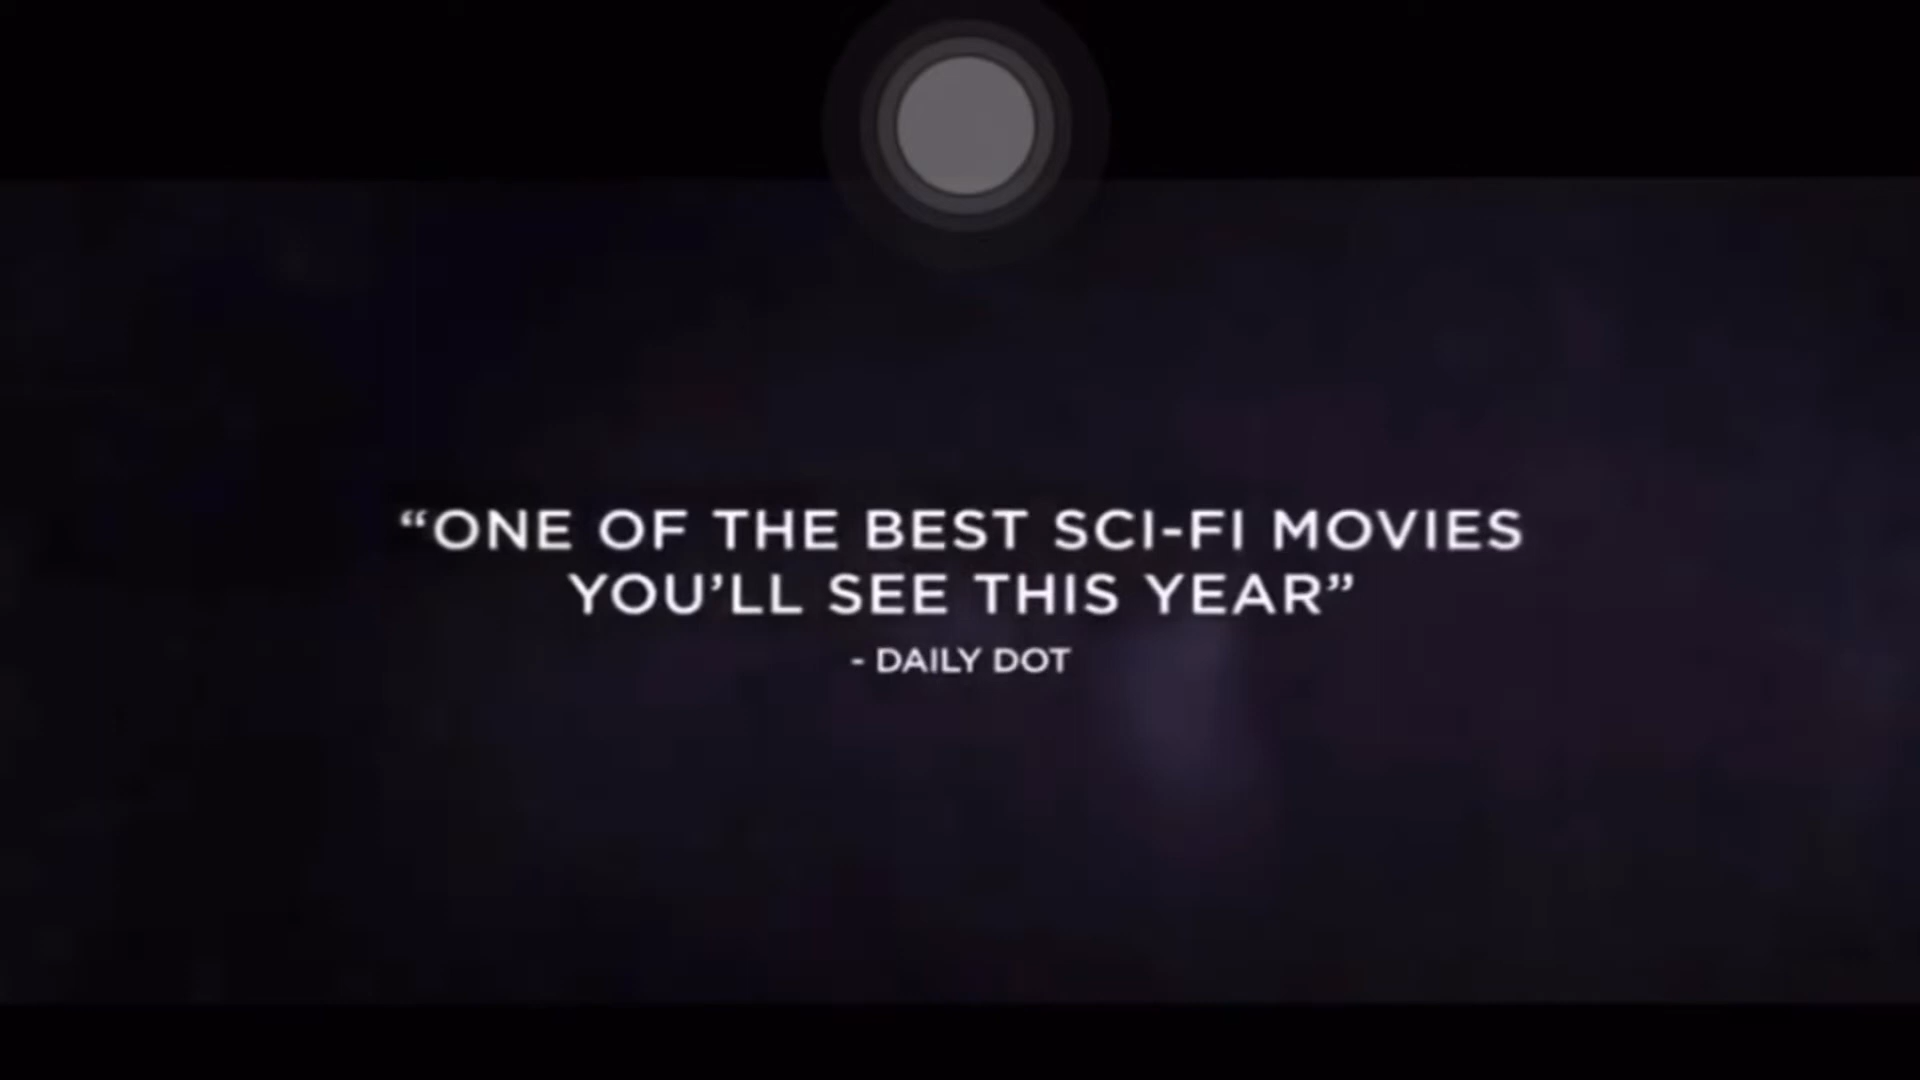 “ONE OF THE BEST SCI-FI MOVIES
YOU’LL SEE THIS YEAR”
- DAILY DOT